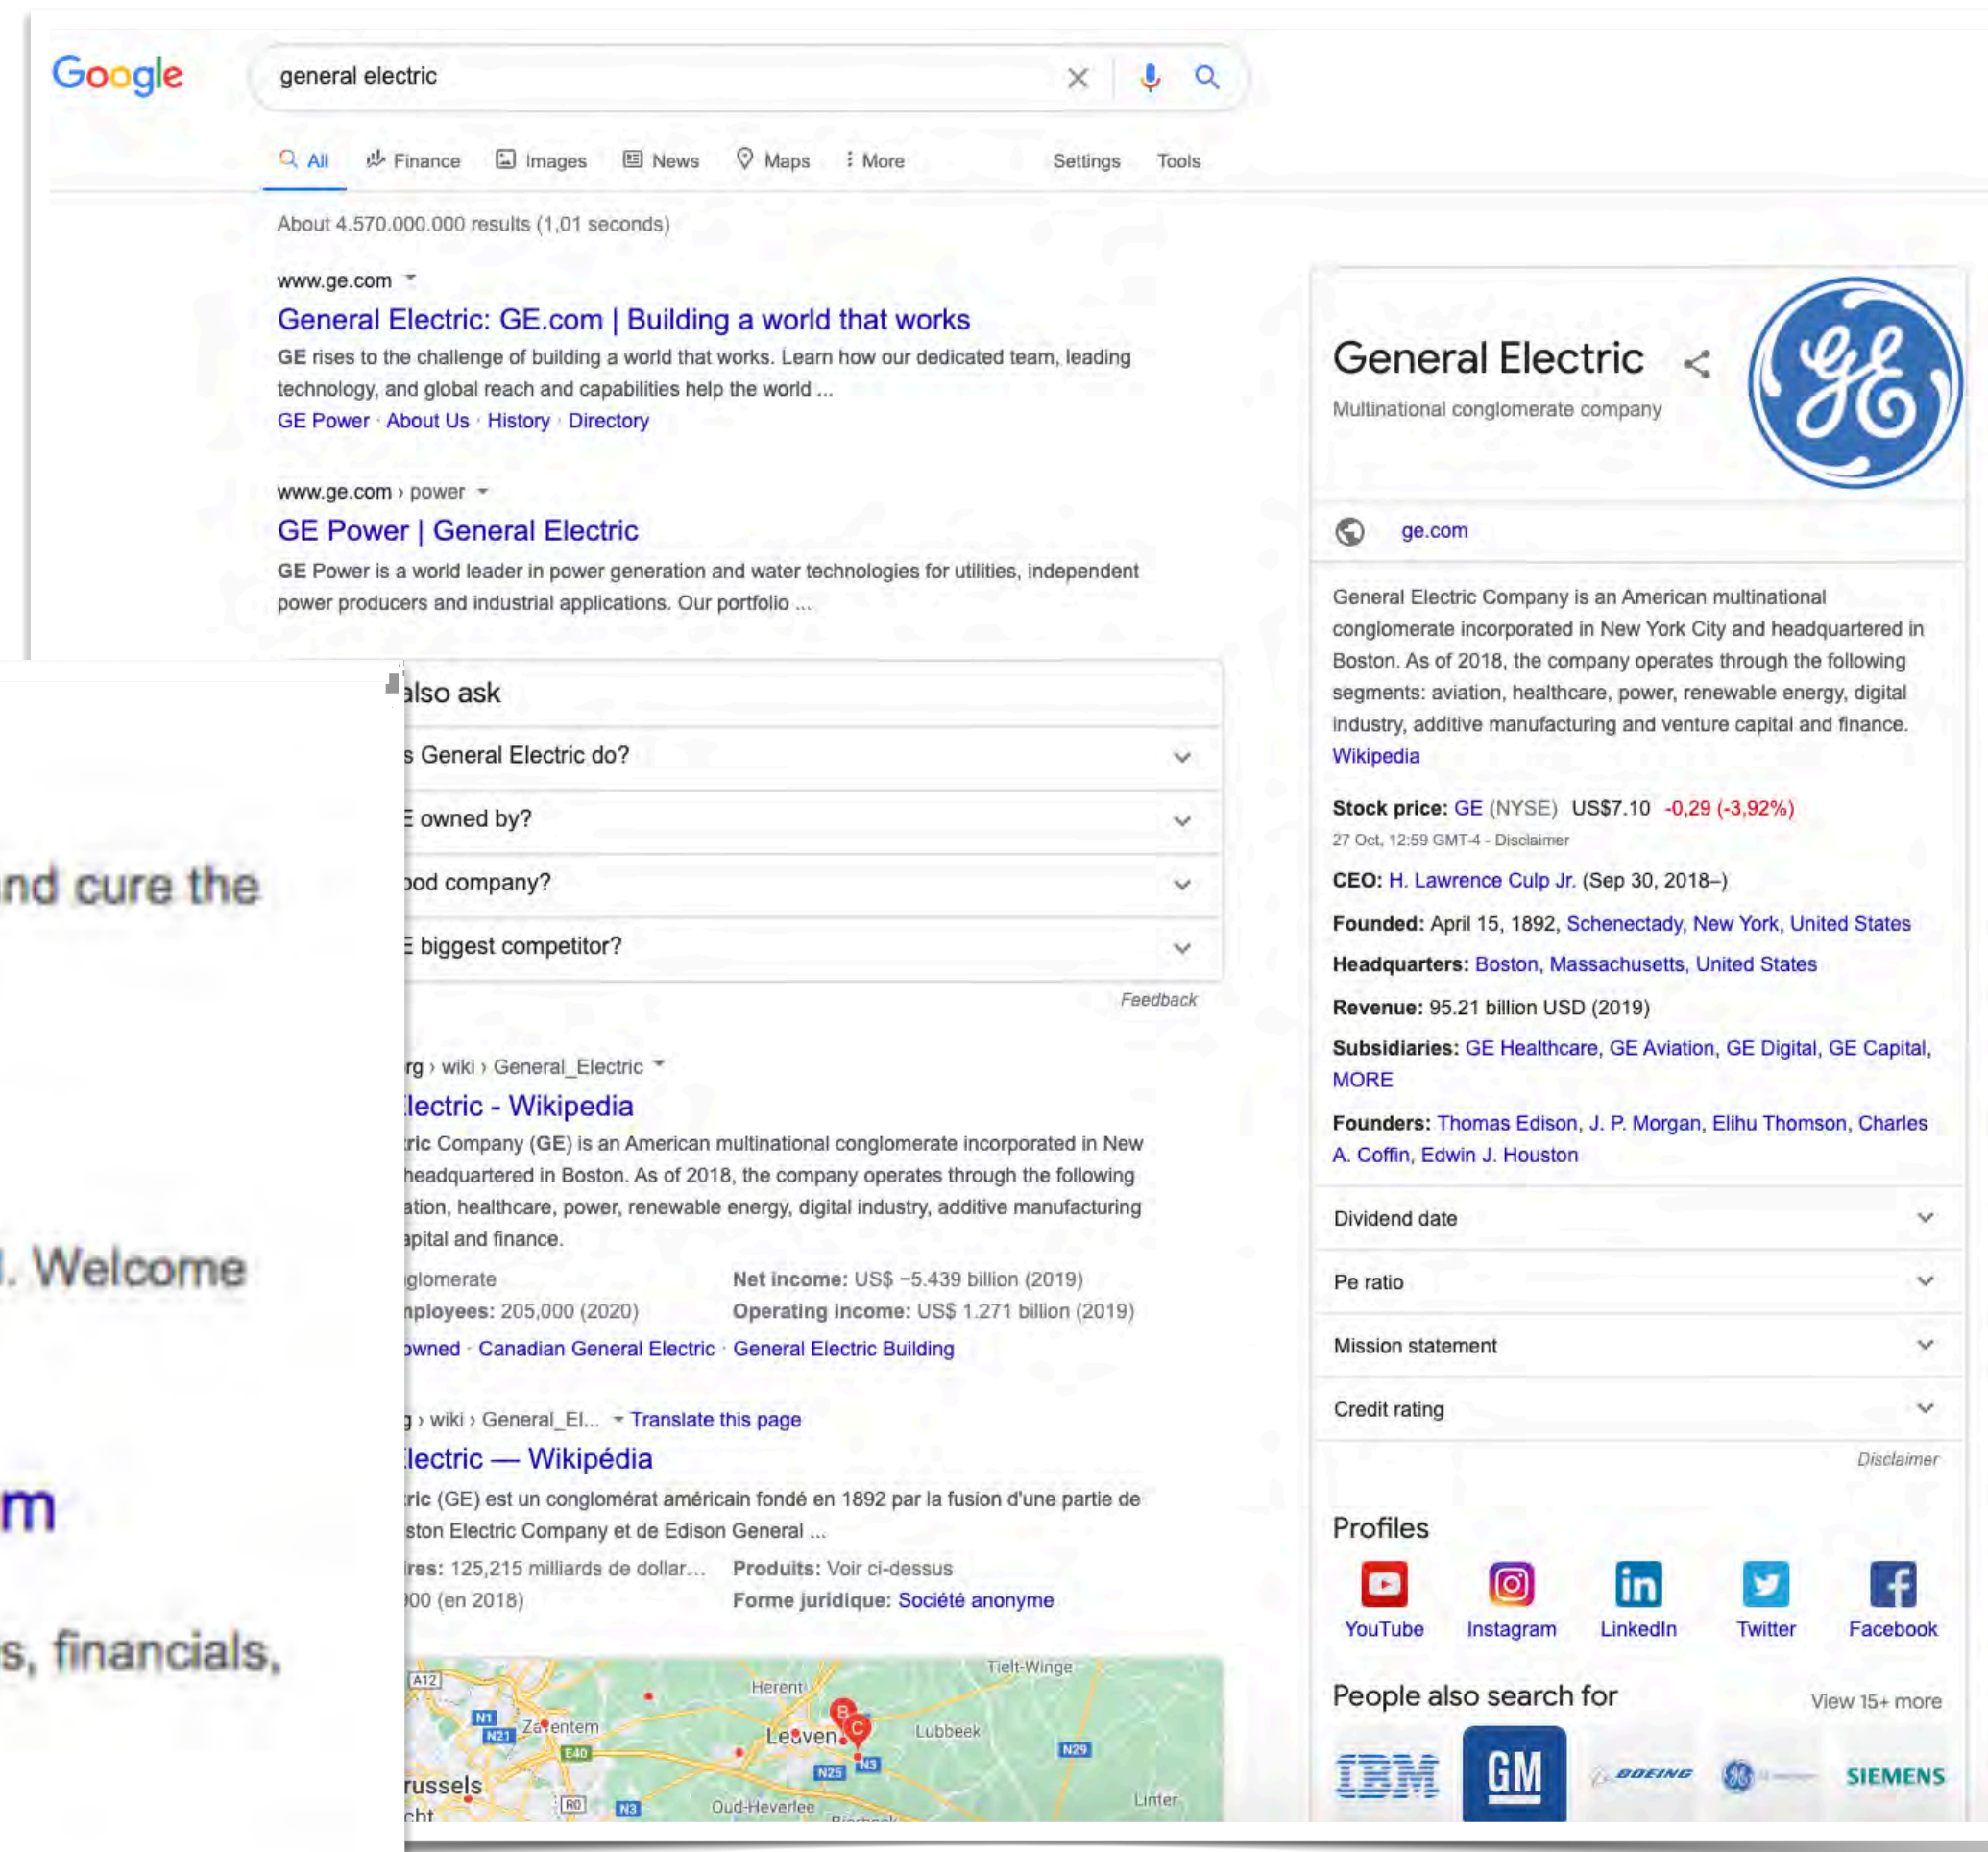 Google
general electric
All Finance Images News Maps More Settings Tools
About 4.570.000.000 results (1,01 seconds)
www.ge.com
General Electric: GE.com | Building a world that works
GE rises to the challenge of building a world that works. Learn how our dedicated team, leading
technology, and global reach and capabilities help the world ...
GE Power · About Us · History · Directory
www.ge.com › power
GE Power | General Electric
GE Power is a world leader in power generation and water technologies for utilities, independent
power producers and industrial applications. Our portfolio ...
also ask
s General Electric do?
E owned by?
ood company?
E biggest competitor?
Feedback
rg › wiki › General_Electric
lectric - Wikipedia
ric Company (GE) is an American multinational conglomerate incorporated in New
headquartered in Boston. As of 2018, the company operates through the following
ation, healthcare, power, renewable energy, digital industry, additive manufacturing
apital and finance.
glomerate Net income: US$ −5.439 billion (2019)
mployees: 205,000 (2020) Operating income: US$ 1.271 billion (2019)
owned · Canadian General Electric · General Electric Building
g › wiki › General_El... Translate this page
lectric — Wikipédia
ric (GE) est un conglomérat américain fondé en 1892 par la fusion d'une partie de
ston Electric Company et de Edison General ...
res: 125,215 milliards de dollar... Produits: Voir ci-dessus
000 (en 2018) Forme juridique: Société anonyme
A12
N1
N21
Zaventem
E40
Herent
Leuven
B
C
N3
N25
Tielt-Winge
Lubbeek
N29
russels
cht
R0
N3
Oud-Heverlee
Linter
nd cure the
. Welcome
m
s, financials,
General Electric
Multinational conglomerate company
GE
ge.com
General Electric Company is an American multinational
conglomerate incorporated in New York City and headquartered in
Boston. As of 2018, the company operates through the following
segments: aviation, healthcare, power, renewable energy, digital
industry, additive manufacturing and venture capital and finance.
Wikipedia
Stock price: GE (NYSE) US$7.10 -0,29 (-3,92%)
27 Oct, 12:59 GMT-4 - Disclaimer
CEO: H. Lawrence Culp Jr. (Sep 30, 2018–)
Founded: April 15, 1892, Schenectady, New York, United States
Headquarters: Boston, Massachusetts, United States
Revenue: 95.21 billion USD (2019)
Subsidiaries: GE Healthcare, GE Aviation, GE Digital, GE Capital,
MORE
Founders: Thomas Edison, J. P. Morgan, Elihu Thomson, Charles
A. Coffin, Edwin J. Houston
Dividend date
Pe ratio
Mission statement
Credit rating
Disclaimer
Profiles
YouTube Instagram LinkedIn Twitter Facebook
People also search for View 15+ more
IBM GM BOEING GE SIEMENS